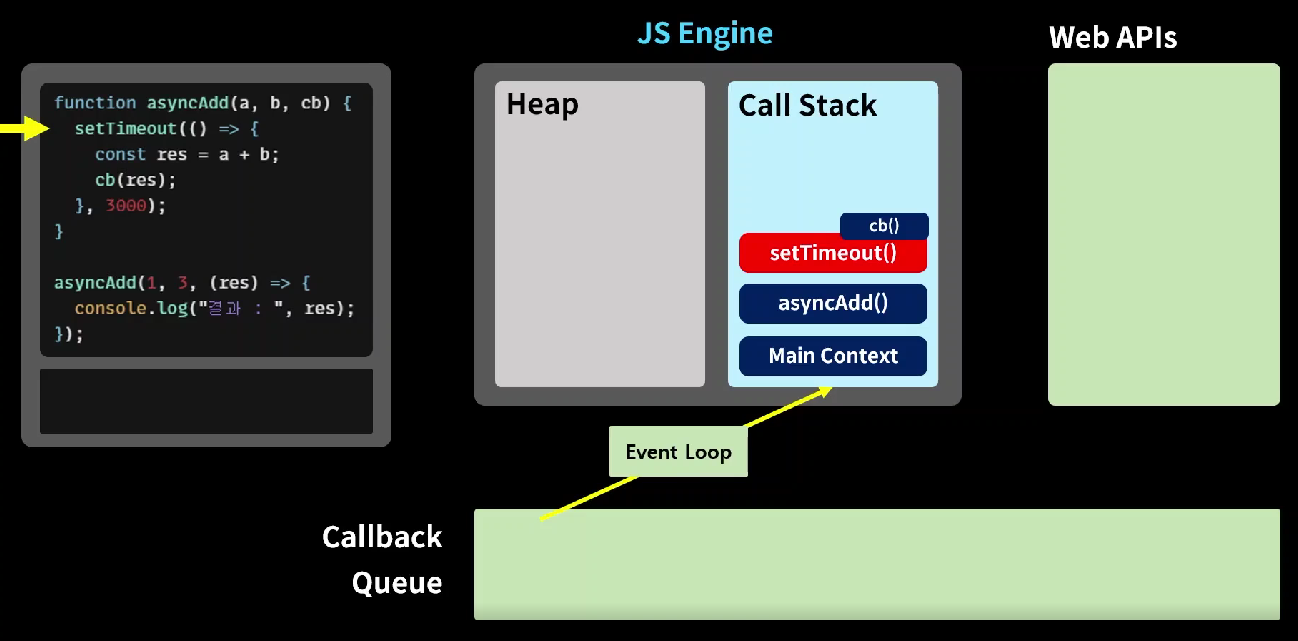 JS Engine
Web APIs
function asyncAdd(a, b, cb) {
setTimeout(() => {
const res = a + b;
cb(res);
}, 3000);
}
asyncAdd(1, 3, (res) => {
console.log("결과 : ", res);
});
Heap
Call Stack
cb()
setTimeout()
asyncAdd()
Main Context
Event Loop
Callback
Queue